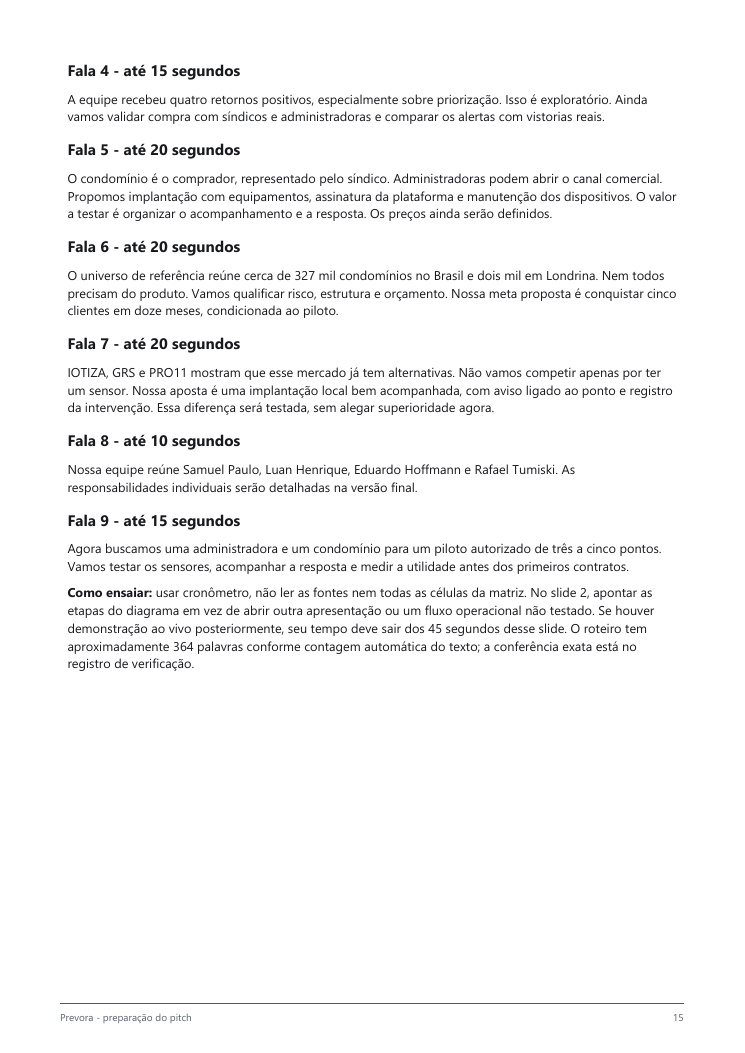 Fala 4 - até 15 segundos
A equipe recebeu quatro retornos positivos, especialmente sobre priorização. Isso é exploratório. Ainda
vamos validar compra com síndicos e administradoras e comparar os alertas com vistorias reais.
Fala 5 - até 20 segundos
O condomínio é o comprador, representado pelo síndico. Administradoras podem abrir o canal comercial.
Propomos implantação com equipamentos, assinatura da plataforma e manutenção dos dispositivos. O valor
a testar é organizar o acompanhamento e a resposta. Os preços ainda serão definidos.
Fala 6 - até 20 segundos
O universo de referência reúne cerca de 327 mil condomínios no Brasil e dois mil em Londrina. Nem todos
precisam do produto. Vamos qualificar risco, estrutura e orçamento. Nossa meta proposta é conquistar cinco
clientes em doze meses, condicionada ao piloto.
Fala 7 - até 20 segundos
IOTIZA, GRS e PRO11 mostram que esse mercado já tem alternativas. Não vamos competir apenas por ter
um sensor. Nossa aposta é uma implantação local bem acompanhada, com aviso ligado ao ponto e registro
da intervenção. Essa diferença será testada, sem alegar superioridade agora.
Fala 8 - até 10 segundos
Nossa equipe reúne Samuel Paulo, Luan Henrique, Eduardo Hoffmann e Rafael Tumiski. As
responsabilidades individuais serão detalhadas na versão final.
Fala 9 - até 15 segundos
Agora buscamos uma administradora e um condomínio para um piloto autorizado de três a cinco pontos.
Vamos testar os sensores, acompanhar a resposta e medir a utilidade antes dos primeiros contratos.
Como ensaiar: usar cronômetro, não ler as fontes nem todas as células da matriz. No slide 2, apontar as
etapas do diagrama em vez de abrir outra apresentação ou um fluxo operacional não testado. Se houver
demonstração ao vivo posteriormente, seu tempo deve sair dos 45 segundos desse slide. O roteiro tem
aproximadamente 364 palavras conforme contagem automática do texto; a conferência exata está no
registro de verificação.
Prevora - preparação do pitch
15